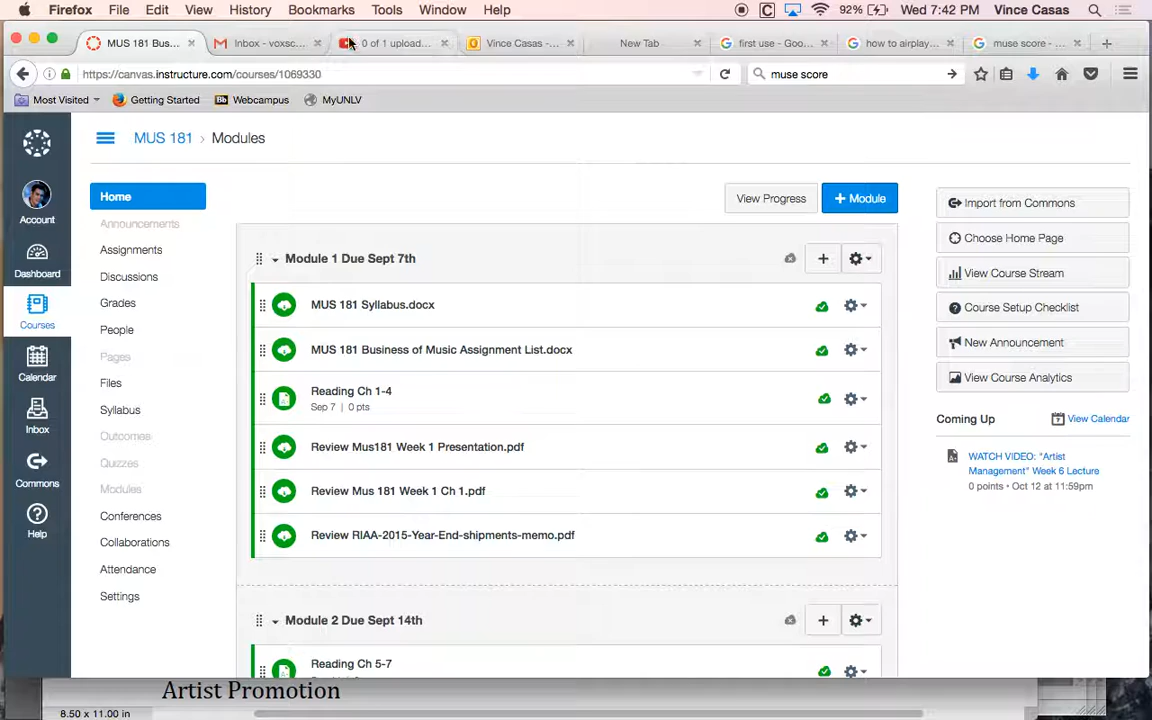 Firefox File Edit View History Bookmarks Tools Window Help 92% Wed 7:42 PM Vince Casas
MUS 181 Bus... Inbox - voxsc... 0 of 1 upload... Vince Casas -... New Tab first use - Goo... how to airplay... muse score -...
https://canvas.instructure.com/courses/1069330 muse score
Most Visited Getting Started Bb Webcampus MyUNLV
MUS 181 > Modules
Account
Dashboard
Courses
Calendar
Inbox
Commons
Help
Home
Announcements
Assignments
Discussions
Grades
People
Pages
Files
Syllabus
Outcomes
Quizzes
Modules
Conferences
Collaborations
Attendance
Settings
View Progress + Module
Module 1 Due Sept 7th
MUS 181 Syllabus.docx
MUS 181 Business of Music Assignment List.docx
Reading Ch 1-4
Sep 7 | 0 pts
Review Mus181 Week 1 Presentation.pdf
Review Mus 181 Week 1 Ch 1.pdf
Review RIAA-2015-Year-End-shipments-memo.pdf
Module 2 Due Sept 14th
Reading Ch 5-7
Import from Commons
Choose Home Page
View Course Stream
Course Setup Checklist
New Announcement
View Course Analytics
Coming Up View Calendar
WATCH VIDEO: "Artist
Management" Week 6 Lecture
0 points • Oct 12 at 11:59pm
Artist Promotion
8.50 x 11.00 in